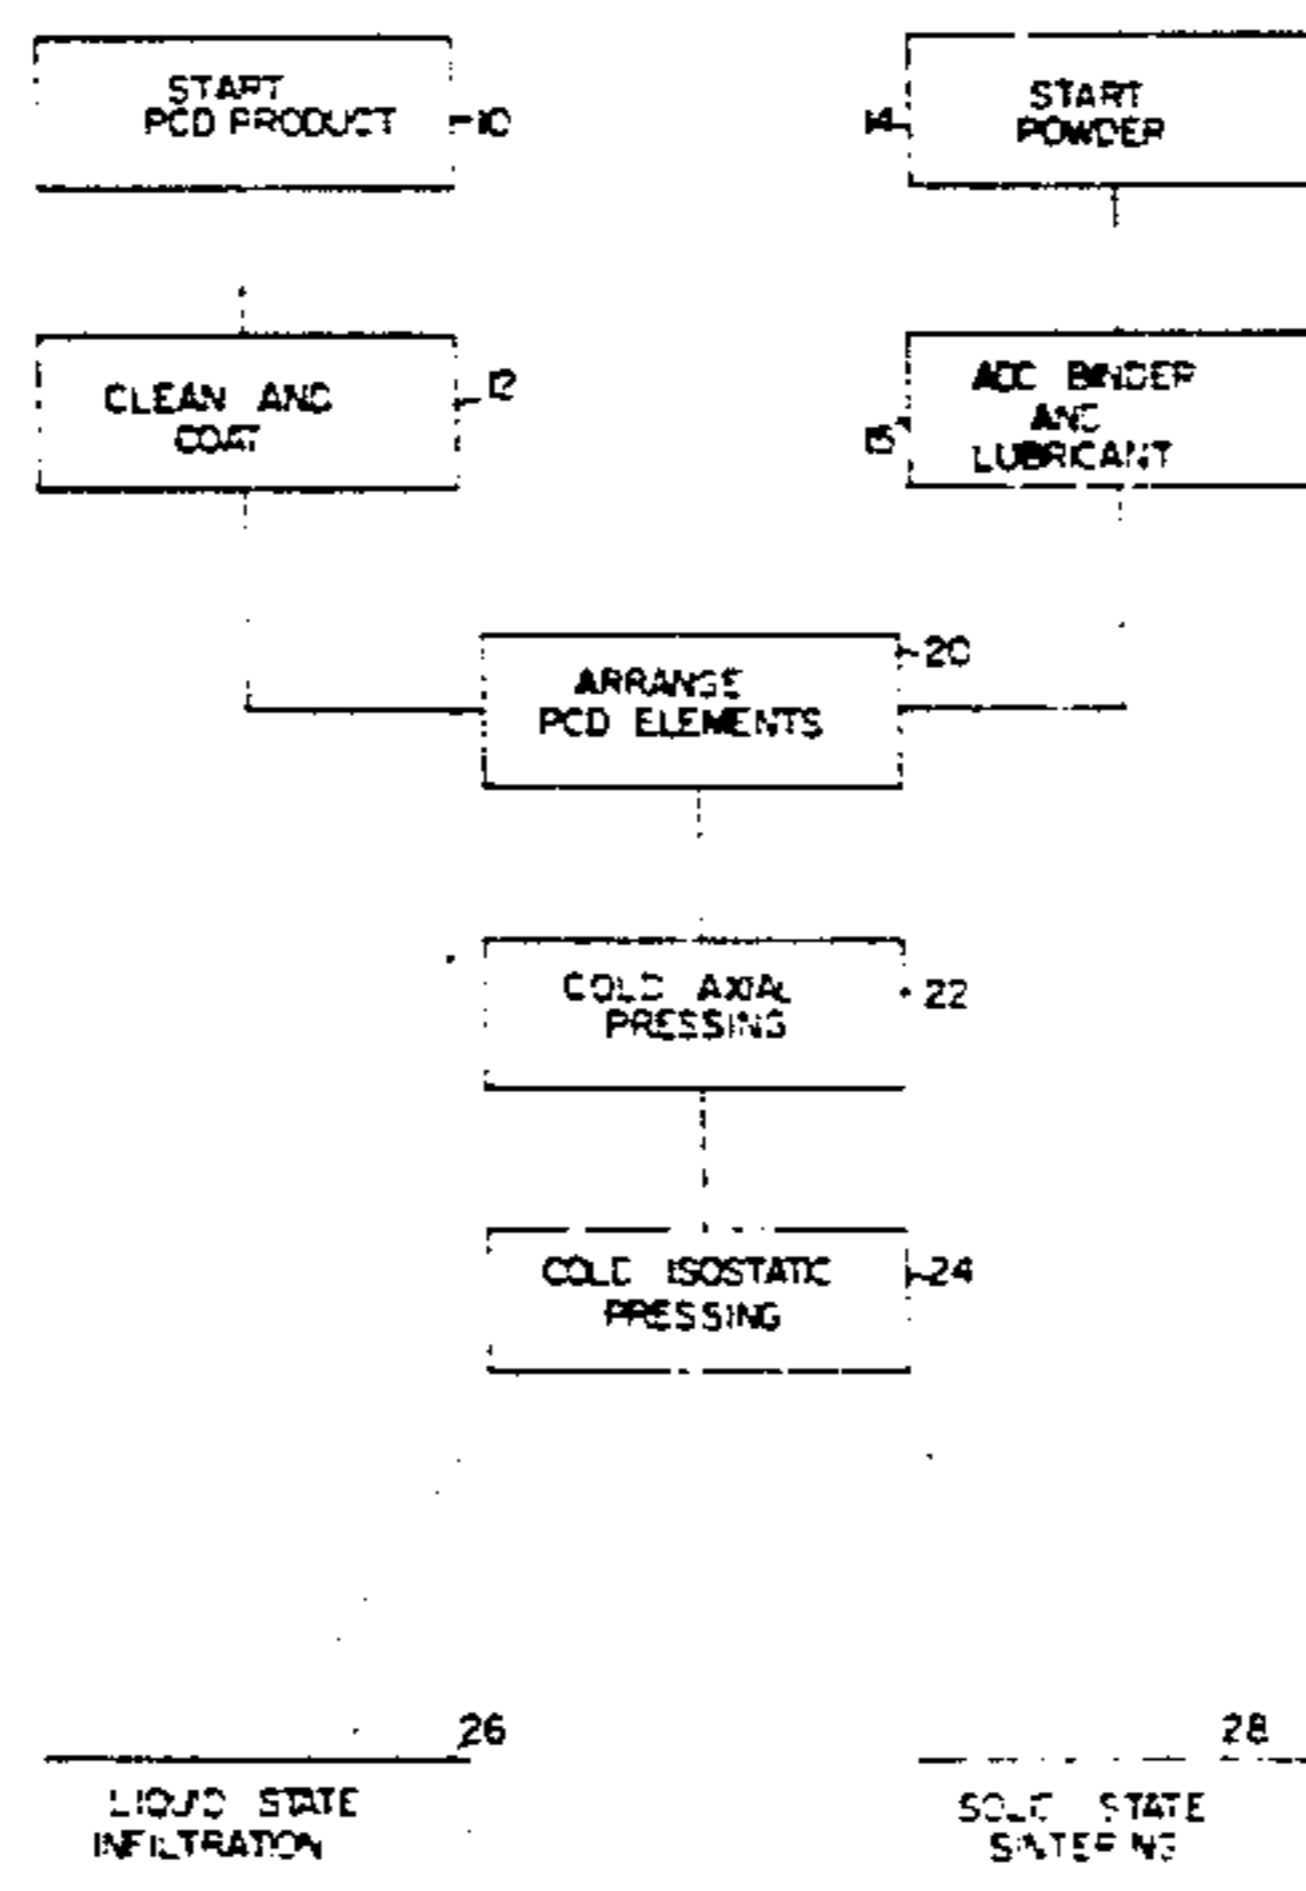 START
PCD PRODUCT
10
START
POWDER
14
CLEAN AND
COAT
12
ADD BINDER
AND
LUBRICANT
ARRANGE
PCD ELEMENTS
20
COLD AXIAL
PRESSING
22
COLD ISOSTATIC
PRESSING
24
26
LIQUID STATE
INFILTRATION
28
SOLID STATE
SINTERING